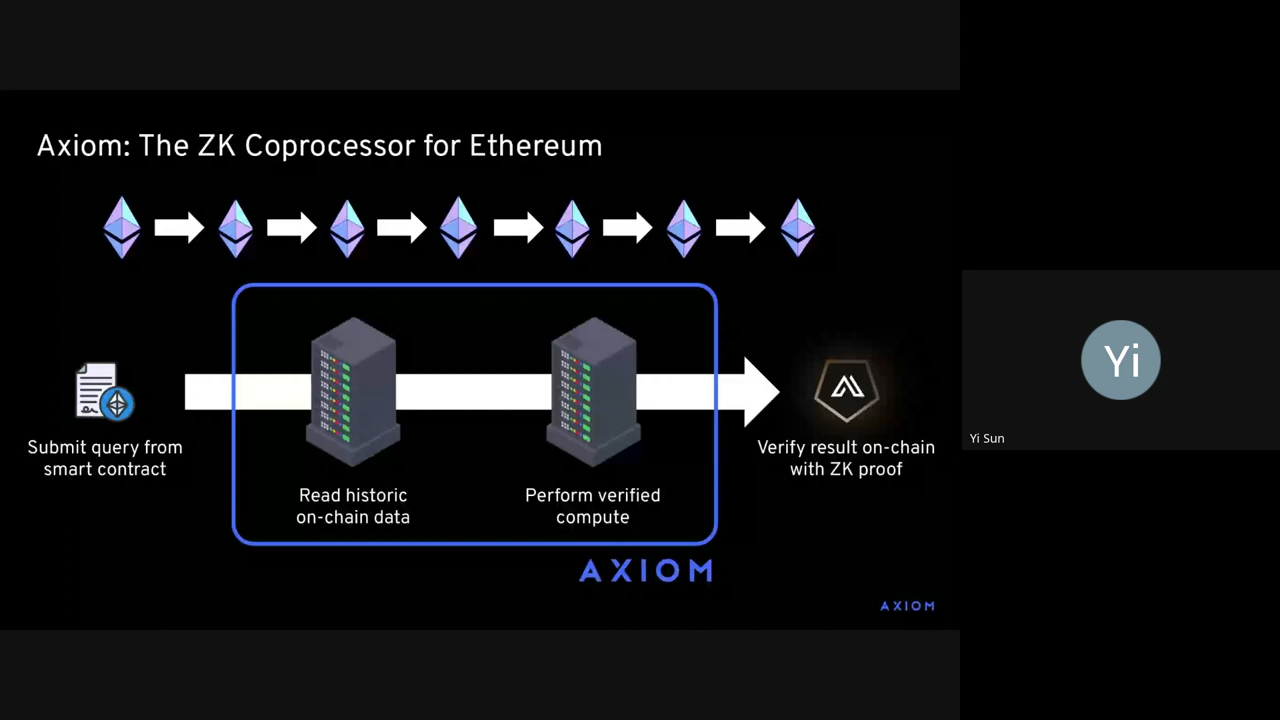 Axiom: The ZK Coprocessor for Ethereum
Submit query from
smart contract
Read historic
on-chain data
Perform verified
compute
Verify result on-chain
with ZK proof
AXIOM
AXIOM
Yi
Yi Sun